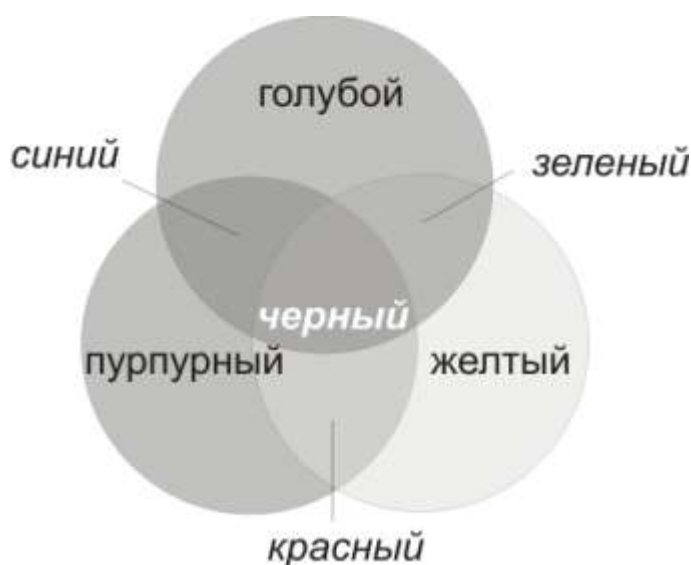 голубой
синий
зеленый
черный
пурпурный
желтый
красный